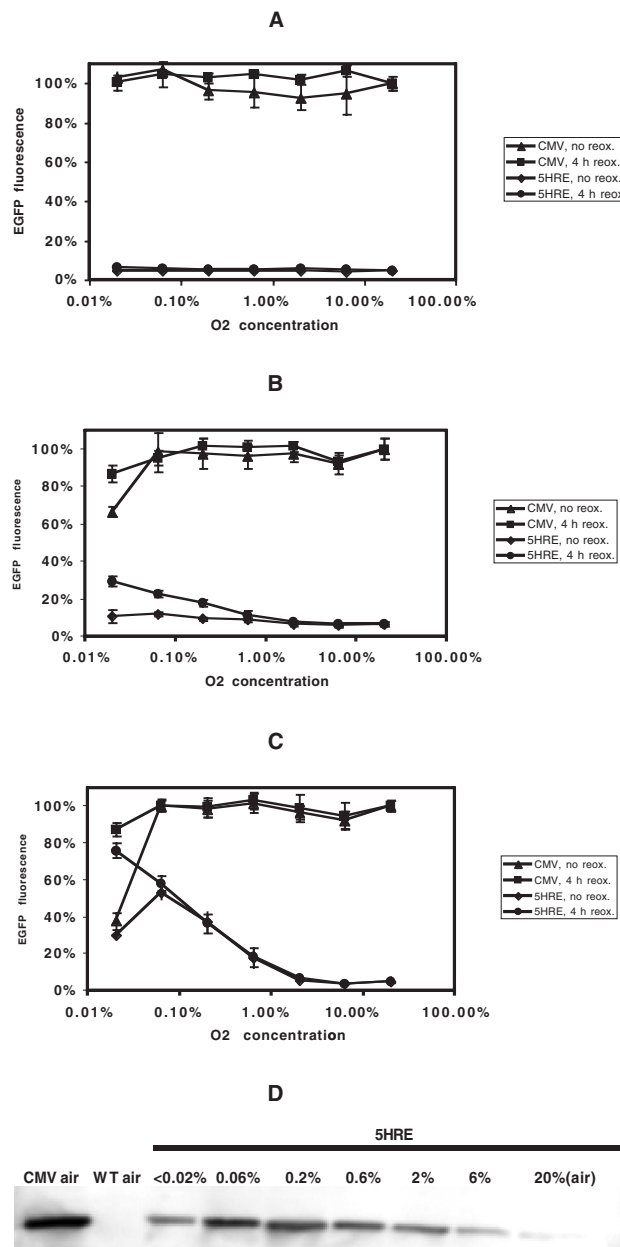 A
EGFP fluorescence
100%
80%
60%
40%
20%
0%
0.01% 0.10% 1.00% 10.00% 100.00%
O2 concentration
CMV, no reox.
CMV, 4 h reox.
5HRE, no reox.
5HRE, 4 h reox.
B
EGFP fluorescence
100%
80%
60%
40%
20%
0%
0.01% 0.10% 1.00% 10.00% 100.00%
O2 concentration
CMV, no reox.
CMV, 4 h reox.
5HRE, no reox.
5HRE, 4 h reox.
C
EGFP fluorescence
100%
80%
60%
40%
20%
0%
0.01% 0.10% 1.00% 10.00% 100.00%
O2 concentration
CMV, no reox.
CMV, 4 h reox.
5HRE, no reox.
5HRE, 4 h reox.
D
5HRE
CMV air WT air <0.02% 0.06% 0.2% 0.6% 2% 6% 20%(air)